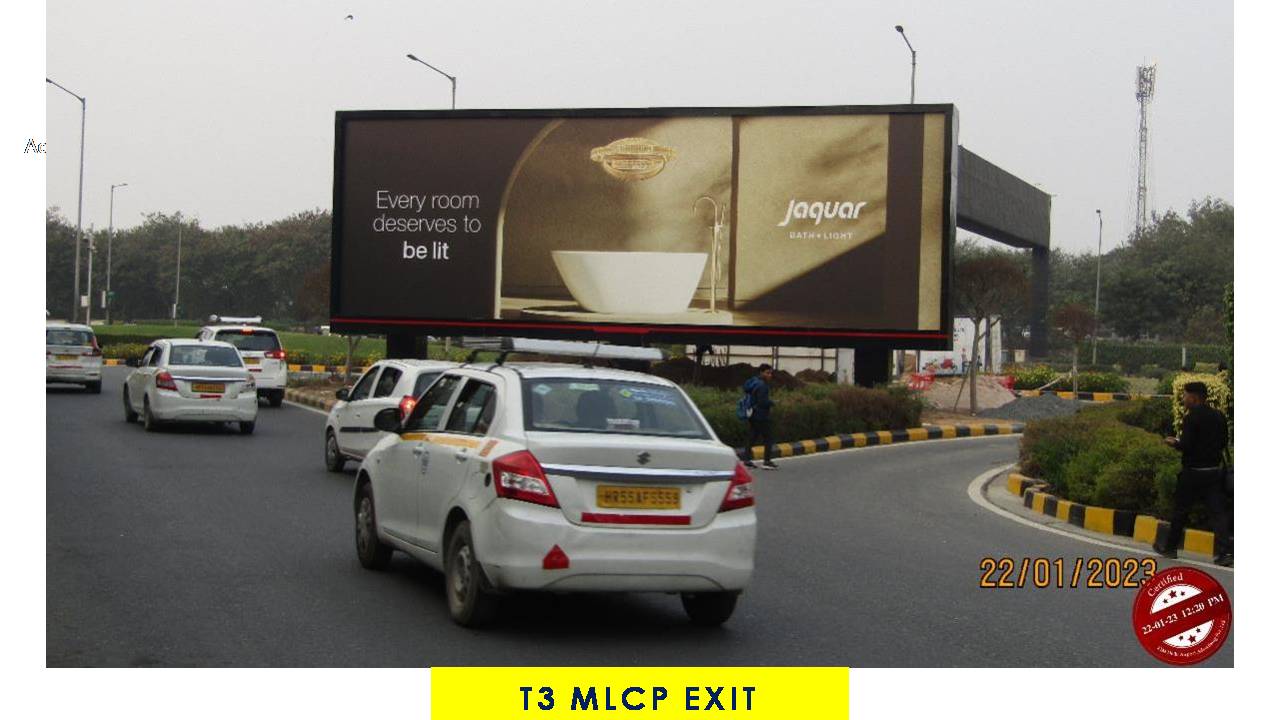 Every room
deserves to
be lit
Jaquar
BATH+LIGHT
22/01/2023
Certified
22-01-23 12:20 PM
T3 MLCP EXIT